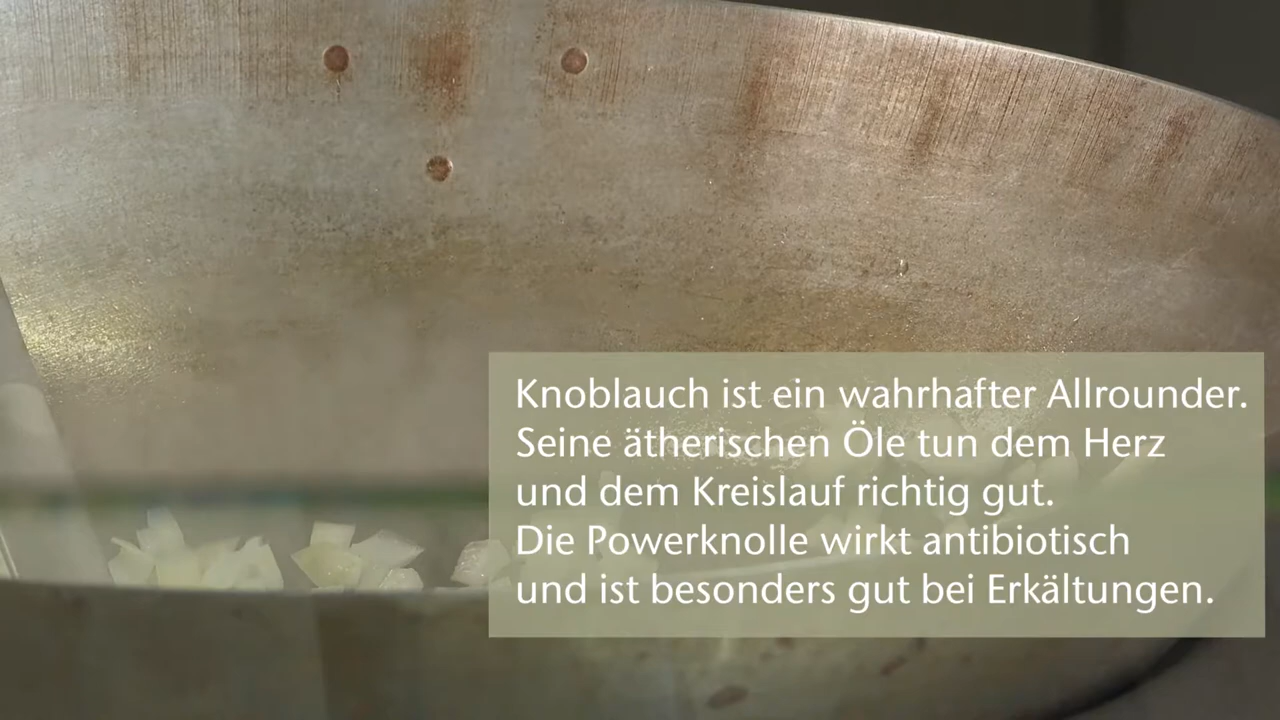 Knoblauch ist ein wahrhafter Allrounder.
Seine ätherischen Öle tun dem Herz
und dem Kreislauf richtig gut.
Die Powerknolle wirkt antibiotisch
und ist besonders gut bei Erkältungen.